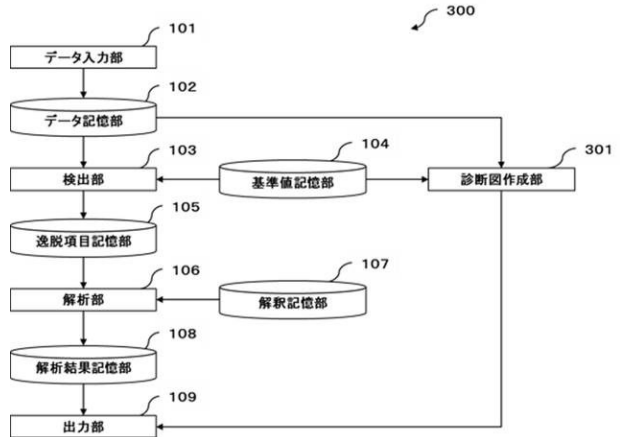 300
101
データ入力部
102
データ記憶部
103
検出部
104
基準値記憶部
301
診断図作成部
105
逸脱項目記憶部
106
解析部
107
解釈記憶部
108
解析結果記憶部
109
出力部